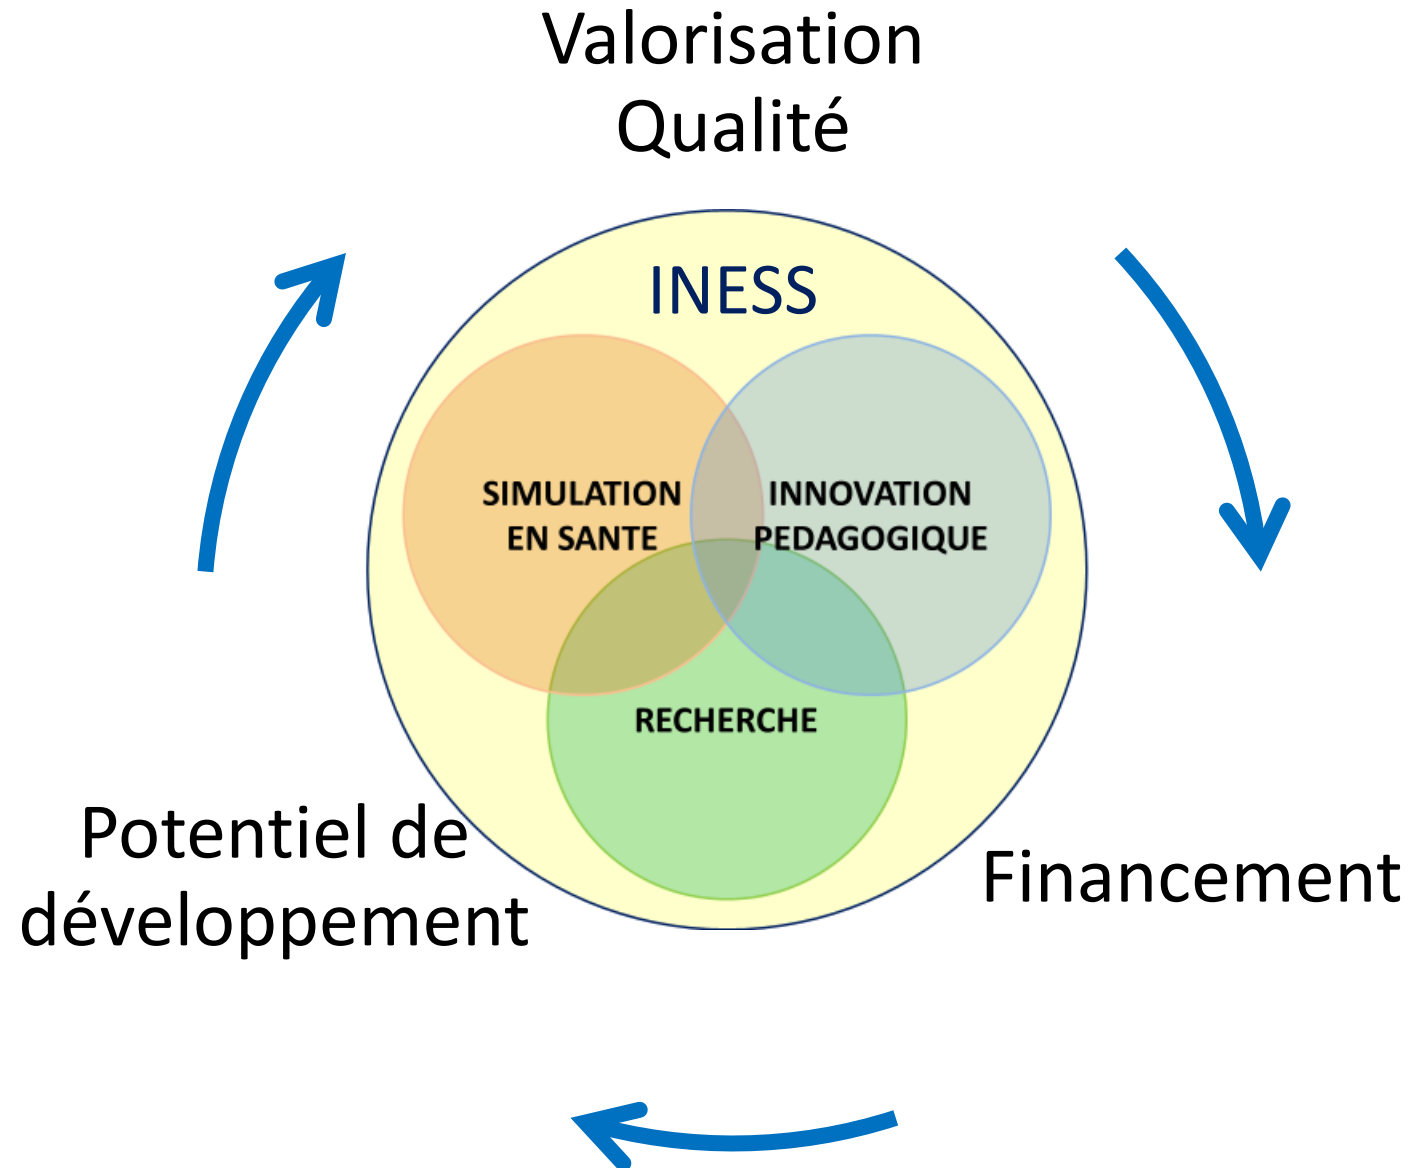 Valorisation
Qualité
INESS
SIMULATION
EN SANTE
INNOVATION
PEDAGOGIQUE
RECHERCHE
Potentiel de
développement
Financement